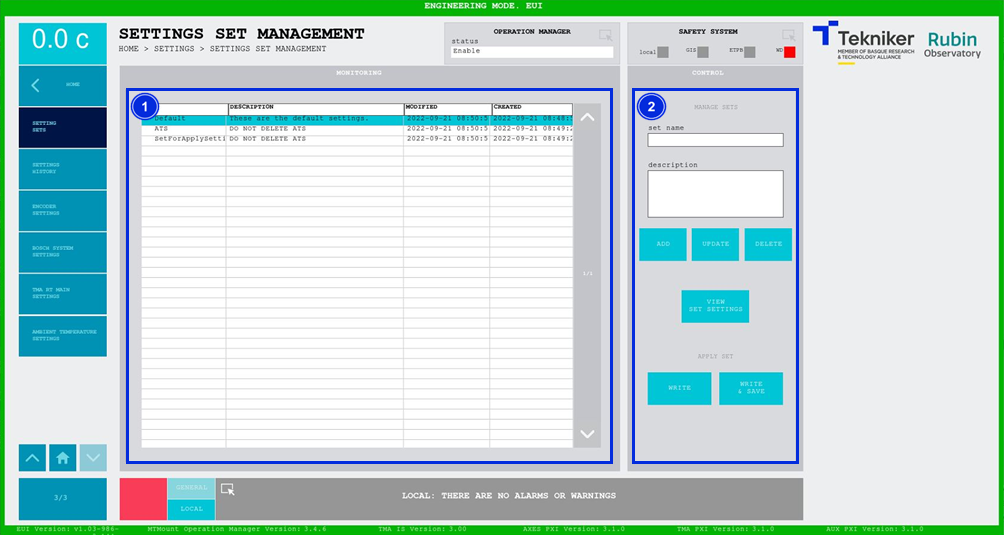 ENGINEERING MODE. EUI
0.0 c
SETTINGS SET MANAGEMENT
HOME > SETTINGS > SETTINGS SET MANAGEMENT
OPERATION MANAGER
status
Enable
SAFETY SYSTEM
local
GIS
ETPB
WD
Tekniker
MEMBER OF BASQUE RESEARCH
& TECHNOLOGY ALLIANCE
Rubin
Observatory
HOME
SETTING
SETS
SETTINGS
HISTORY
ENCODER
SETTINGS
BOSCH SYSTEM
SETTINGS
TMA RT MAIN
SETTINGS
AMBIENT TEMPERATURE
SETTINGS
3/3
MONITORING
1
DESCRIPTION MODIFIED CREATED
Default These are the default settings. 2022-09-21 08:50:5 2022-09-21 08:48:5
ATS DO NOT DELETE ATS 2022-09-21 08:50:5 2022-09-21 08:49:2
SetForApplySetti DO NOT DELETE ATS 2022-09-21 08:50:5 2022-09-21 08:49:2
1/1
CONTROL
2
MANAGE SETS
set name
description
ADD
UPDATE
DELETE
VIEW
SET SETTINGS
APPLY SET
WRITE
WRITE
& SAVE
GENERAL
LOCAL
LOCAL: THERE ARE NO ALARMS OR WARNINGS
EUI Version: v1.03-986-
MTMount Operation Manager Version: 3.4.6
TMA IS Version: 3.00
AXES PXI Version: 3.1.0
TMA PXI Version: 3.1.0
AUX PXI Version: 3.1.0